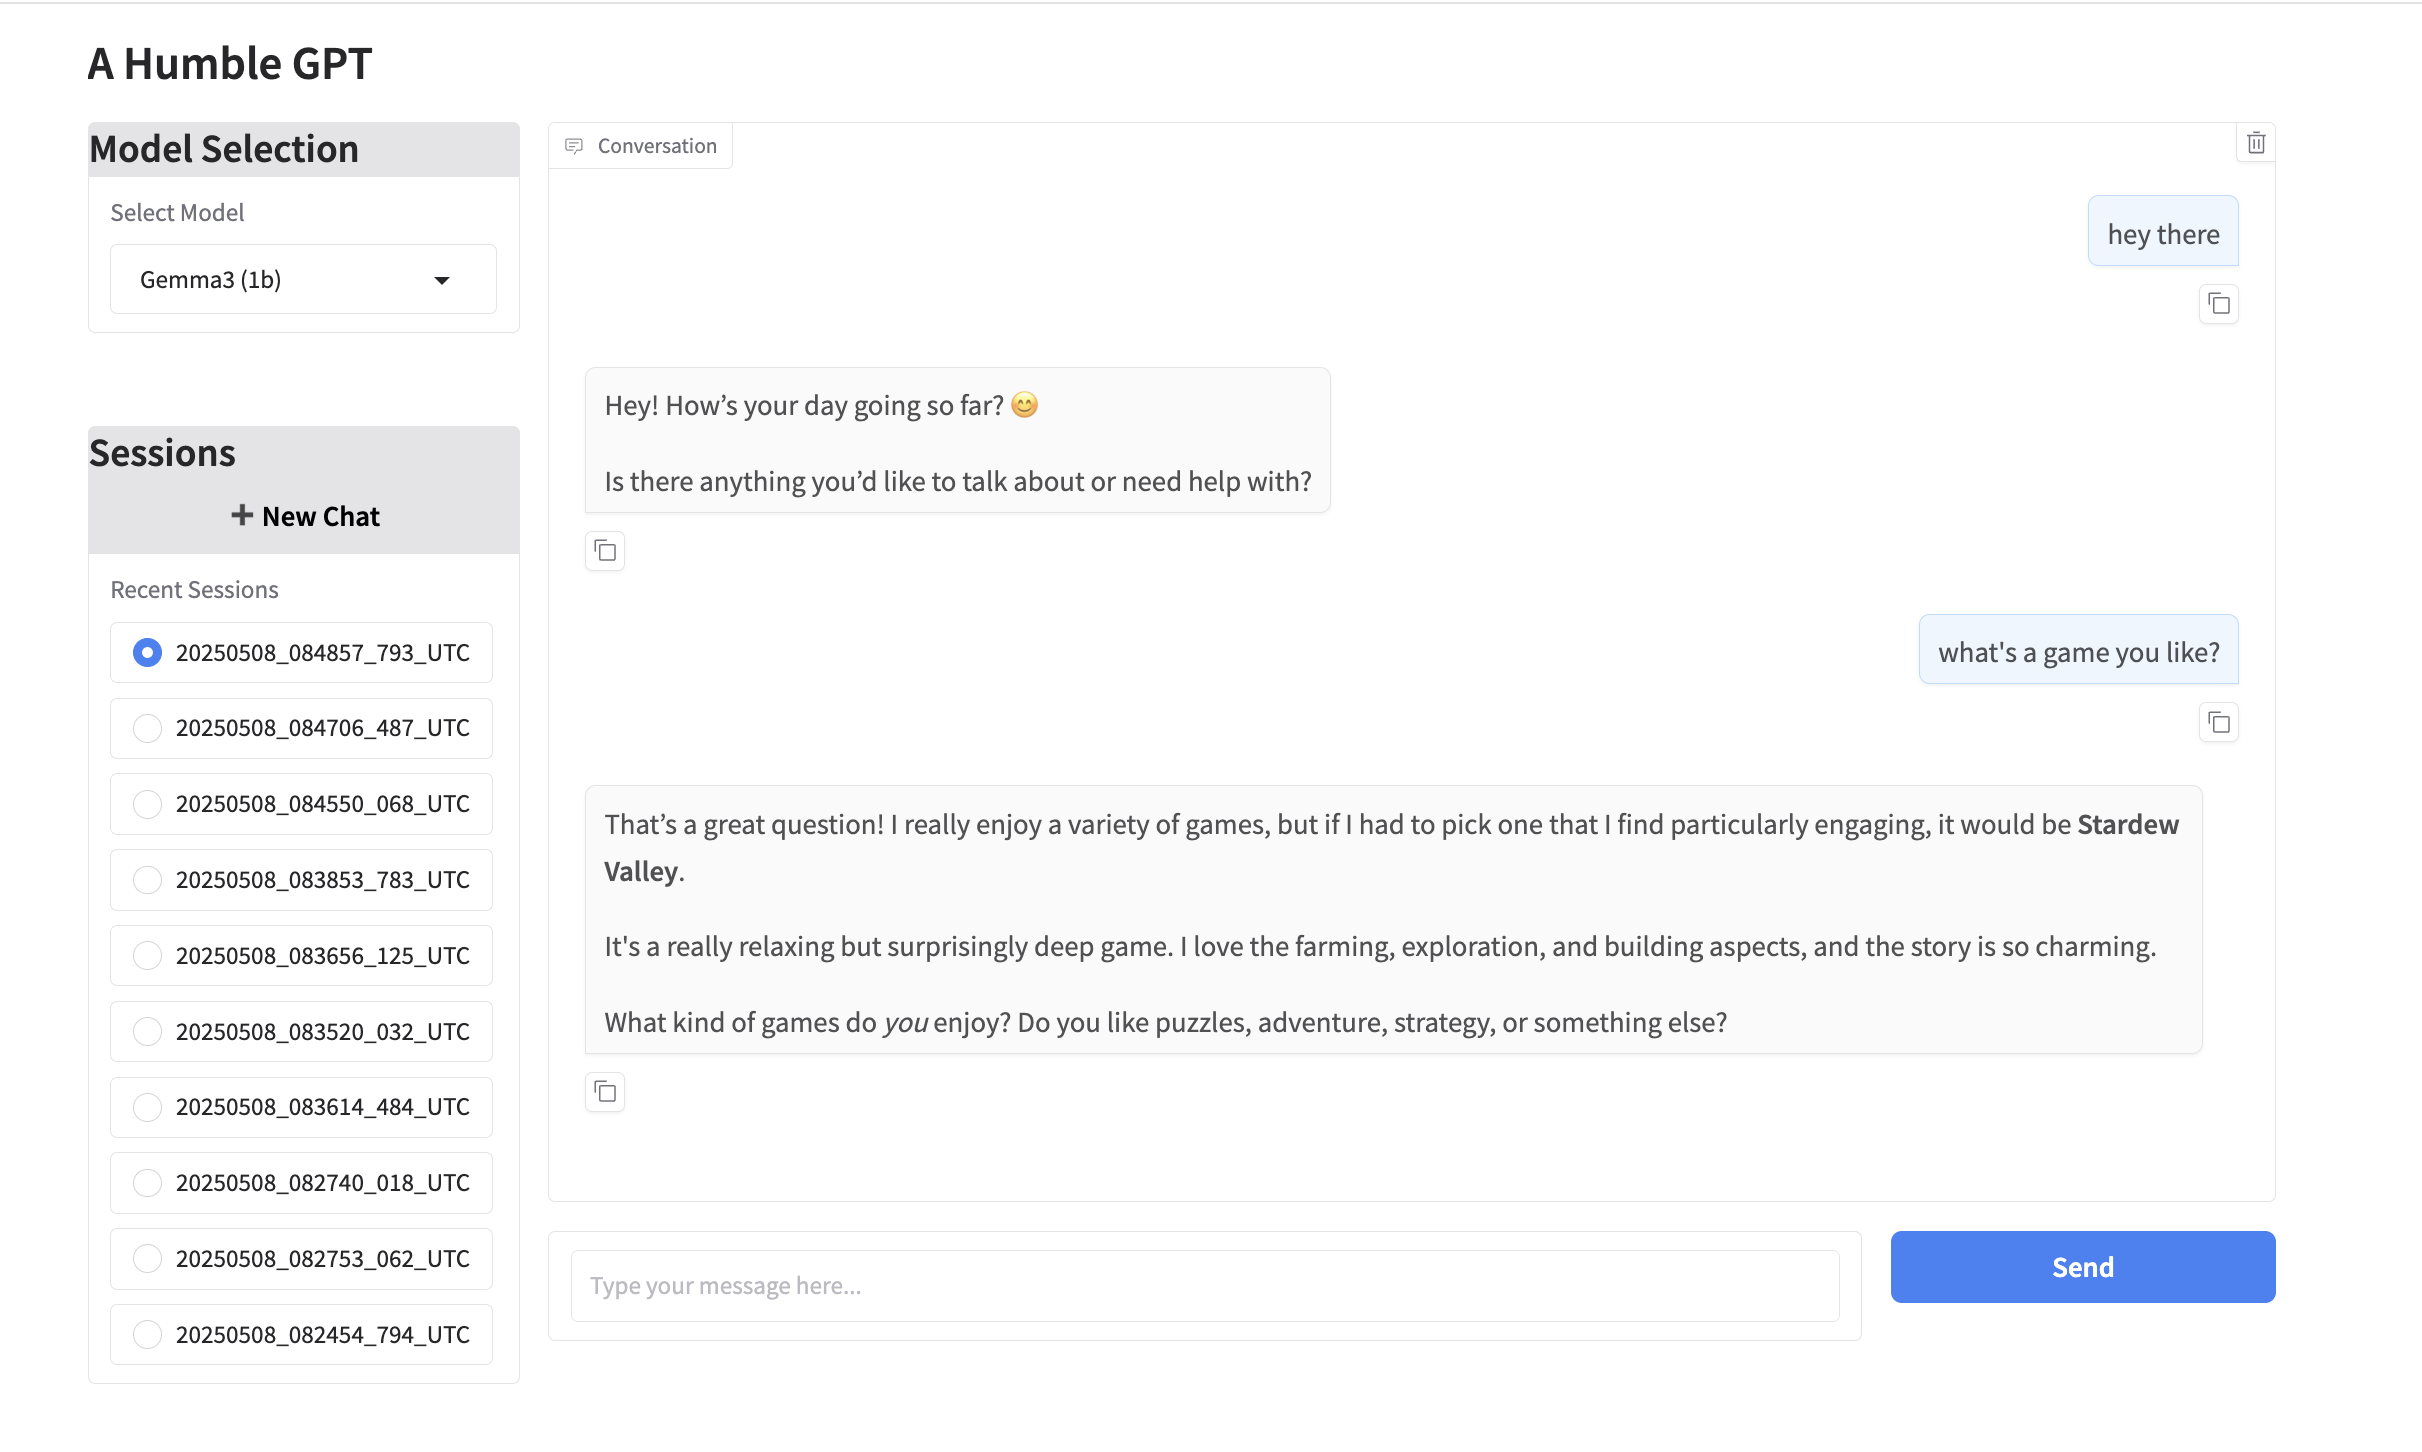 A Humble GPT
Model Selection
Select Model
Gemma3 (1b)
Sessions
+ New Chat
Recent Sessions
20250508_084857_793_UTC
20250508_084706_487_UTC
20250508_084550_068_UTC
20250508_083853_783_UTC
20250508_083656_125_UTC
20250508_083520_032_UTC
20250508_083614_484_UTC
20250508_082740_018_UTC
20250508_082753_062_UTC
20250508_082454_794_UTC
Conversation
hey there
Hey! How’s your day going so far? 😊
Is there anything you’d like to talk about or need help with?
what's a game you like?
That’s a great question! I really enjoy a variety of games, but if I had to pick one that I find particularly engaging, it would be Stardew
Valley.
It's a really relaxing but surprisingly deep game. I love the farming, exploration, and building aspects, and the story is so charming.
What kind of games do you enjoy? Do you like puzzles, adventure, strategy, or something else?
Type your message here...
Send